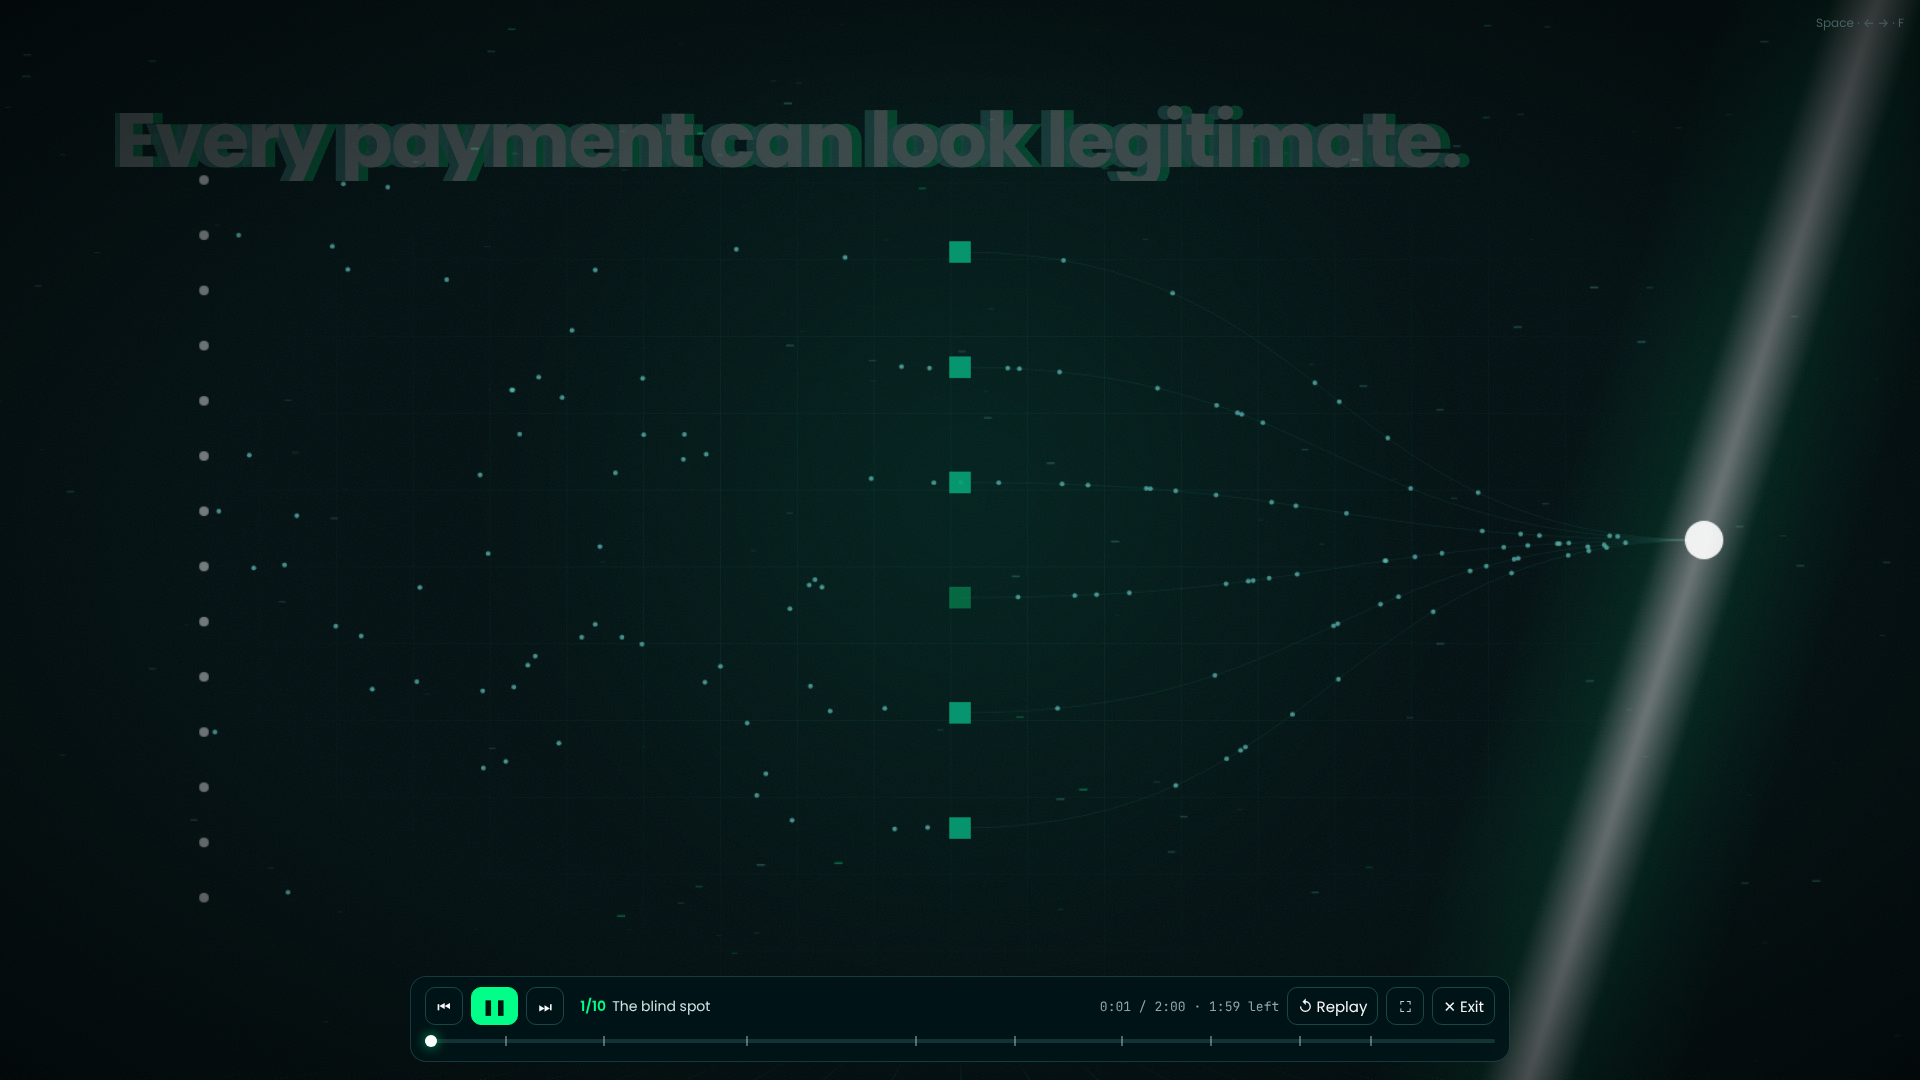 Space · ← → · F
Every payment can look legitimate.
1/10 The blind spot
0:01 / 2:00 · 1:59 left
Replay
✕ Exit